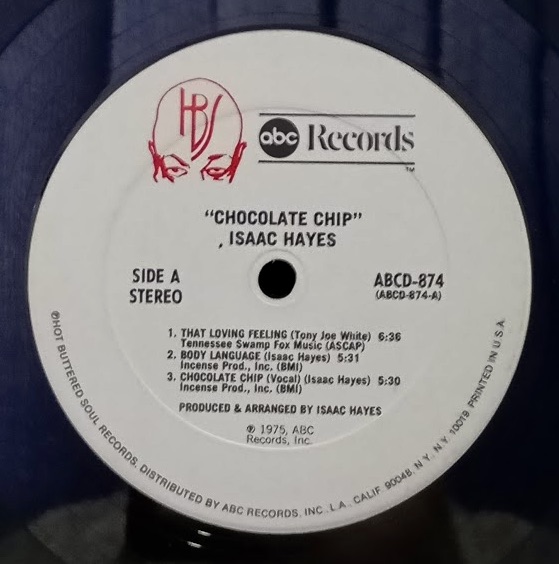 HBS
abc Records
TM
"CHOCOLATE CHIP"
, ISAAC HAYES
SIDE A
STEREO
ABCD-874
(ABCD-874-A)
1. THAT LOVING FEELING (Tony Joe White) 6:36
Tennessee Swamp Fox Music (ASCAP)
2. BODY LANGUAGE (Isaac Hayes) 5:31
Incense Prod., Inc. (BMI)
3. CHOCOLATE CHIP (Vocal) (Isaac Hayes) 5:30
Incense Prod., Inc. (BMI)
PRODUCED & ARRANGED BY ISAAC HAYES
℗ 1975, ABC
Records, Inc.
℗HOT BUTTERED SOUL RECORDS, DISTRIBUTED BY ABC RECORDS, INC., L.A., CALIF. 90048, N.Y., N.Y. 10019. PRINTED IN U.S.A.